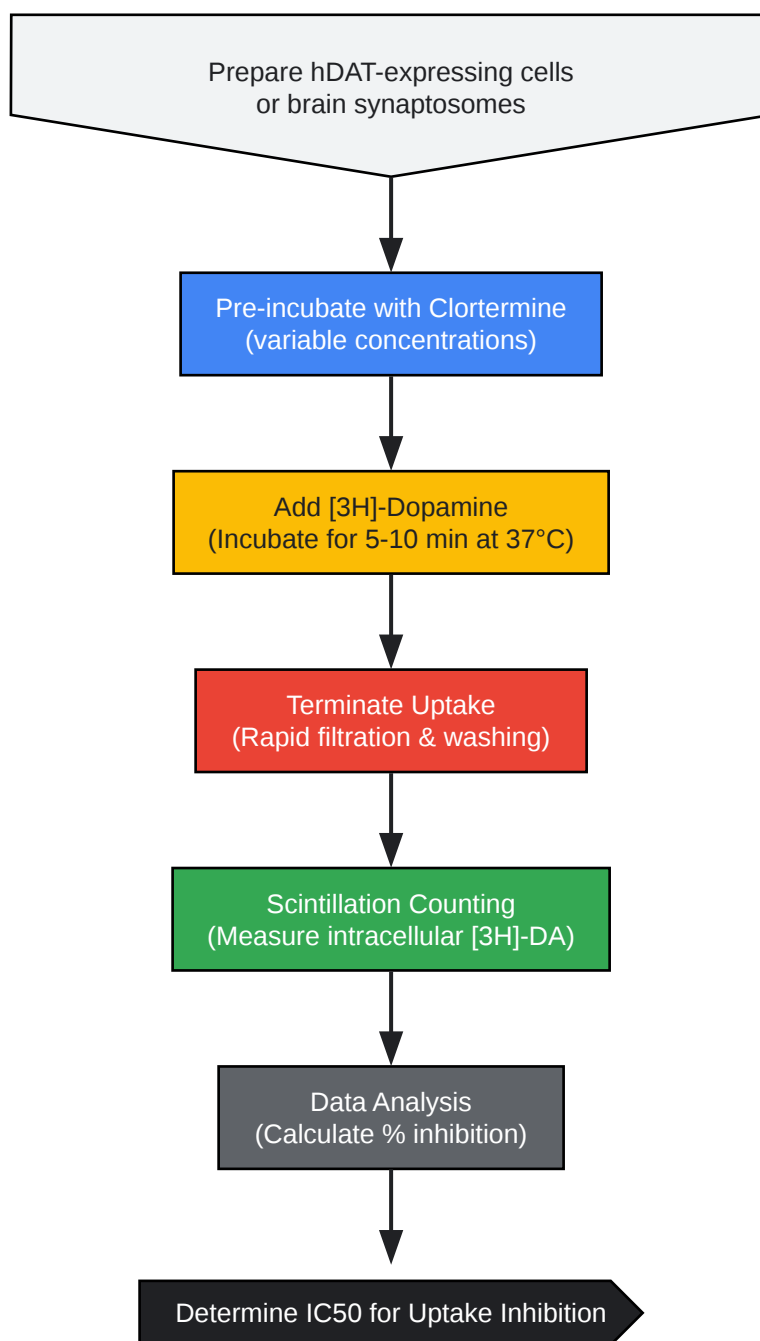 Prepare hDAT-expressing cells
or brain synaptosomes
Pre-incubate with Clortermine
(variable concentrations)
Add [3H]-Dopamine
(Incubate for 5-10 min at 37°C)
Terminate Uptake
(Rapid filtration & washing)
Scintillation Counting
(Measure intracellular [3H]-DA)
Data Analysis
(Calculate % inhibition)
Determine IC50 for Uptake Inhibition